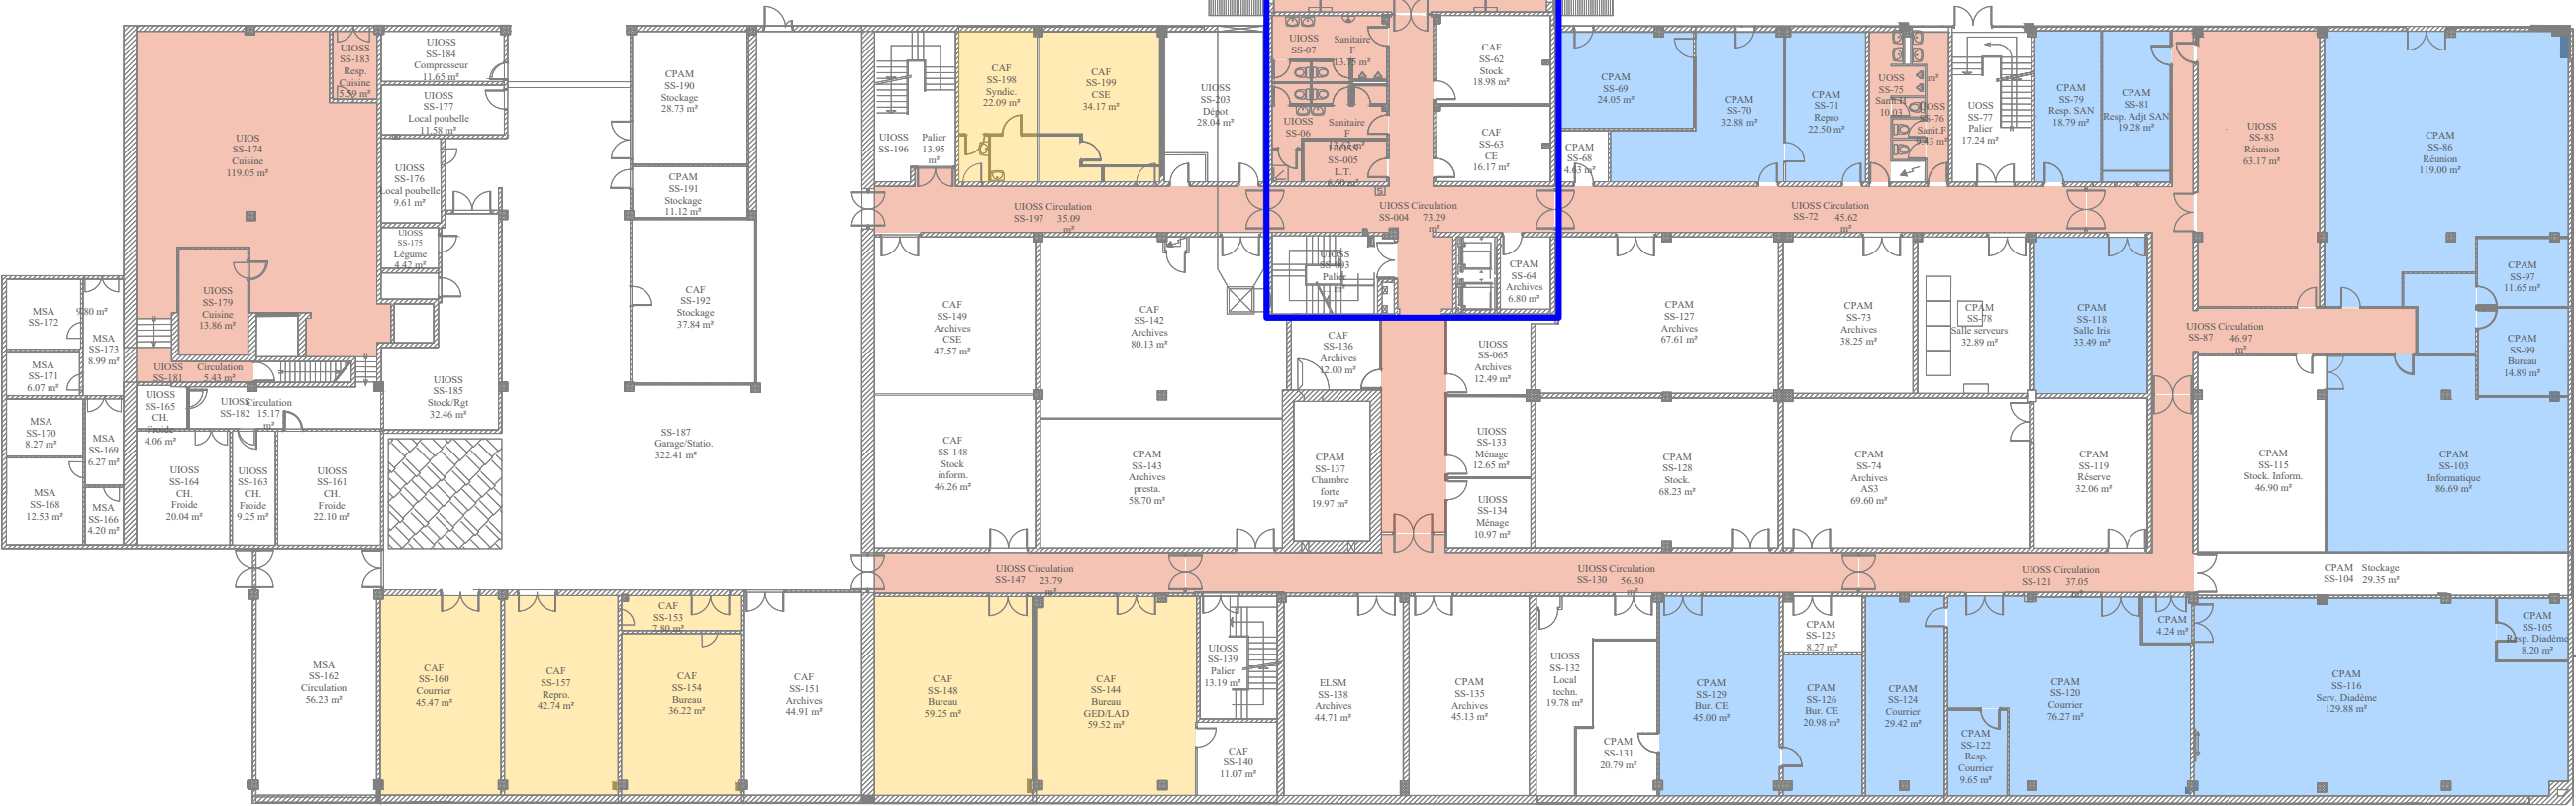 UIOSS
SS-183
Resp.
Cuisine
5.59 m²
UIOSS
SS-184
Compresseur
11.65 m²
UIOSS
SS-177
Local poubelle
11.58 m²
UIOS
SS-174
Cuisine
119.05 m²
UIOSS
SS-176
Local poubelle
9.61 m²
UIOSS
SS-175
Légume
4.42 m²
UIOSS
SS-179
Cuisine
13.86 m²
MSA
SS-172
9.80 m²
MSA
SS-173
8.99 m²
MSA
SS-171
6.07 m²
UIOSS Circulation
SS-181 5.43 m²
UIOSS
SS-165
CH.
Froide
4.06 m²
UIOSS Circulation
SS-182 15.17
m²
UIOSS
SS-185
Stock/Rgt
32.46 m²
MSA
SS-170
8.27 m²
MSA
SS-169
6.27 m²
MSA
SS-168
12.53 m²
MSA
SS-166
4.20 m²
UIOSS
SS-164
CH.
Froide
20.04 m²
UIOSS
SS-163
CH.
Froide
9.25 m²
UIOSS
SS-161
CH.
Froide
22.10 m²
CPAM
SS-190
Stockage
28.73 m²
CPAM
SS-191
Stockage
11.12 m²
CAF
SS-192
Stockage
37.84 m²
SS-187
Garage/Statio.
322.41 m²
UIOSS
SS-196
Palier
13.95
m²
CAF
SS-198
Syndic.
22.09 m²
CAF
SS-199
CSE
34.17 m²
UIOSS
SS-203
Dépot
28.04 m²
UIOSS
SS-07
Sanitaire
F
13.75 m²
UIOSS
SS-06
Sanitaire
F
UIOSS
SS-005
L.T.
6.50 m²
CAF
SS-62
Stock
18.98 m²
CAF
SS-63
CE
16.17 m²
UIOSS Circulation
SS-197 35.09
m²
UIOSS Circulation
SS-004 73.29
m²
UIOSS
SS-003
Palier
m²
CPAM
SS-64
Archives
6.80 m²
CPAM
SS-69
24.05 m²
CPAM
SS-68
4.63 m²
CPAM
SS-70
32.88 m²
CPAM
SS-71
Repro
22.50 m²
UOSS
SS-75
Sanit.H
10.03
m²
UIOSS
SS-76
Sanit.F
9.43 m²
UOSS
SS-77
Palier
17.24 m²
CPAM
SS-79
Resp. SAN
18.79 m²
CPAM
SS-81
Resp. Adjt SAN
19.28 m²
UIOSS
SS-83
Réunion
63.17 m²
CPAM
SS-86
Réunion
119.00 m²
UIOSS Circulation
SS-72 45.62
m²
CAF
SS-149
Archives
CSE
47.57 m²
CAF
SS-142
Archives
80.13 m²
CAF
SS-136
Archives
12.00 m²
UIOSS
SS-065
Archives
12.49 m²
CPAM
SS-127
Archives
67.61 m²
CPAM
SS-73
Archives
38.25 m²
CPAM
SS-78
Salle serveurs
32.89 m²
CPAM
SS-118
Salle Iris
33.49 m²
UIOSS Circulation
SS-87 46.97
m²
CPAM
SS-97
11.65 m²
CPAM
SS-99
Bureau
14.89 m²
CAF
SS-148
Stock
inform.
46.26 m²
CPAM
SS-143
Archives
presta.
58.70 m²
CPAM
SS-137
Chambre
forte
19.97 m²
UIOSS
SS-133
Ménage
12.65 m²
UIOSS
SS-134
Ménage
10.97 m²
CPAM
SS-128
Stock.
68.23 m²
CPAM
SS-74
Archives
AS3
69.60 m²
CPAM
SS-119
Réserve
32.06 m²
CPAM
SS-115
Stock. Inform.
46.90 m²
CPAM
SS-103
Informatique
86.69 m²
UIOSS Circulation
SS-147 23.79
m²
UIOSS Circulation
SS-130 56.30
m²
UIOSS Circulation
SS-121 37.05
m²
CPAM Stockage
SS-104 29.35 m²
MSA
SS-162
Circulation
56.23 m²
CAF
SS-160
Courrier
45.47 m²
CAF
SS-157
Repro.
42.74 m²
CAF
SS-153
7.80 m²
CAF
SS-154
Bureau
36.22 m²
CAF
SS-151
Archives
44.91 m²
CAF
SS-148
Bureau
59.25 m²
CAF
SS-144
Bureau
GED/LAD
59.52 m²
UIOSS
SS-139
Palier
13.19 m²
CAF
SS-140
11.07 m²
ELSM
SS-138
Archives
44.71 m²
CPAM
SS-135
Archives
45.13 m²
UIOSS
SS-132
Local
techn.
19.78 m²
CPAM
SS-131
20.79 m²
CPAM
SS-129
Bur. CE
45.00 m²
CPAM
SS-125
8.27 m²
CPAM
SS-126
Bur. CE
20.98 m²
CPAM
SS-124
Courrier
29.42 m²
CPAM
SS-120
Courrier
76.27 m²
CPAM
SS-122
Resp.
Courrier
9.65 m²
CPAM
4.24 m²
CPAM
SS-116
Serv. Diadème
129.88 m²
CPAM
SS-105
Resp. Diadème
8.20 m²